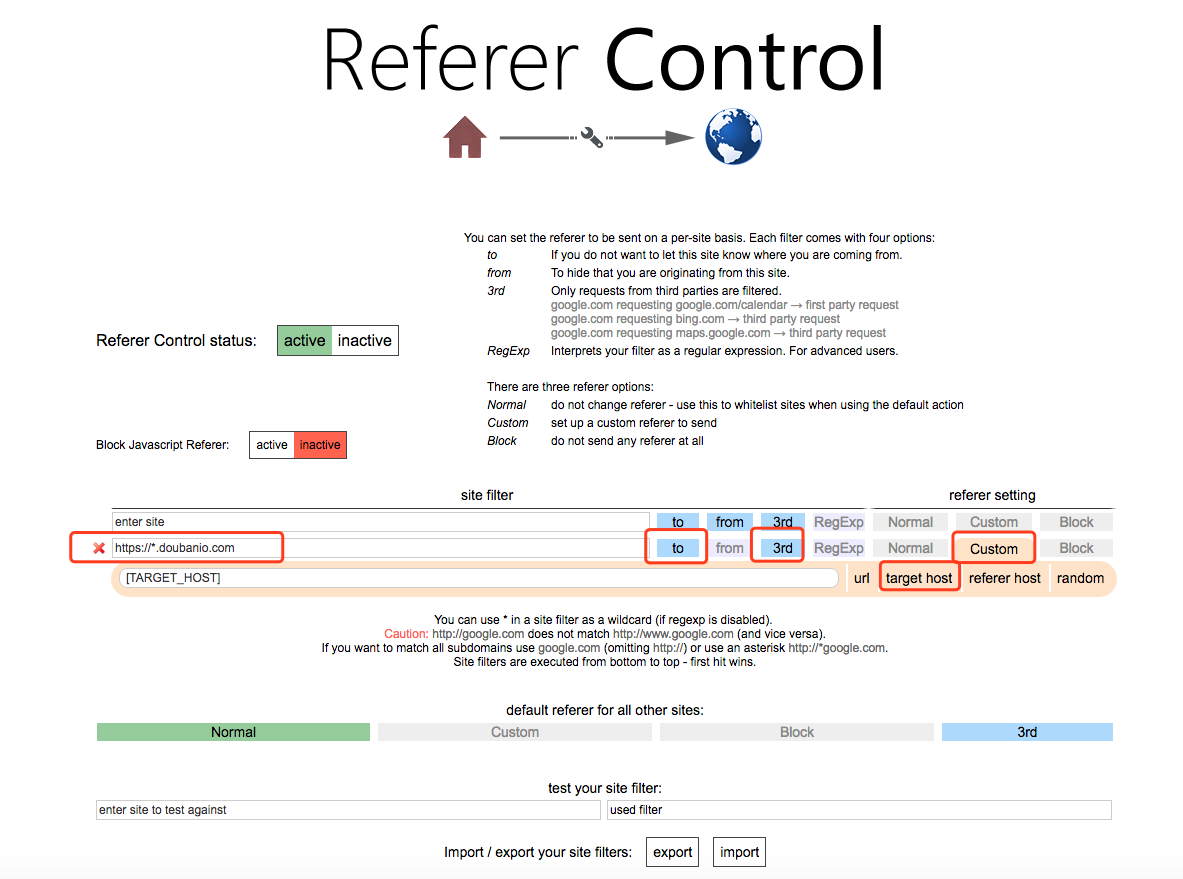 Referer Control
You can set the referer to be sent on a per-site basis. Each filter comes with four options:
to If you do not want to let this site know where you are coming from.
from To hide that you are originating from this site.
3rd Only requests from third parties are filtered.
google.com requesting google.com/calendar → first party request
google.com requesting bing.com → third party request
google.com requesting maps.google.com → third party request
RegExp Interprets your filter as a regular expression. For advanced users.
Referer Control status: active inactive
There are three referer options:
Normal do not change referer - use this to whitelist sites when using the default action
Custom set up a custom referer to send
Block do not send any referer at all
Block Javascript Referer: active inactive
site filter referer setting
enter site to from 3rd RegExp Normal Custom Block
https://*.doubanio.com to from 3rd RegExp Normal Custom Block
[TARGET_HOST] url target host referer host random
You can use * in a site filter as a wildcard (if regexp is disabled).
Caution: http://google.com does not match http://www.google.com (and vice versa).
If you want to match all subdomains use google.com (omitting http://) or use an asterisk http://*google.com.
Site filters are executed from bottom to top - first hit wins.
default referer for all other sites:
Normal Custom Block 3rd
test your site filter:
enter site to test against used filter
Import / export your site filters: export import